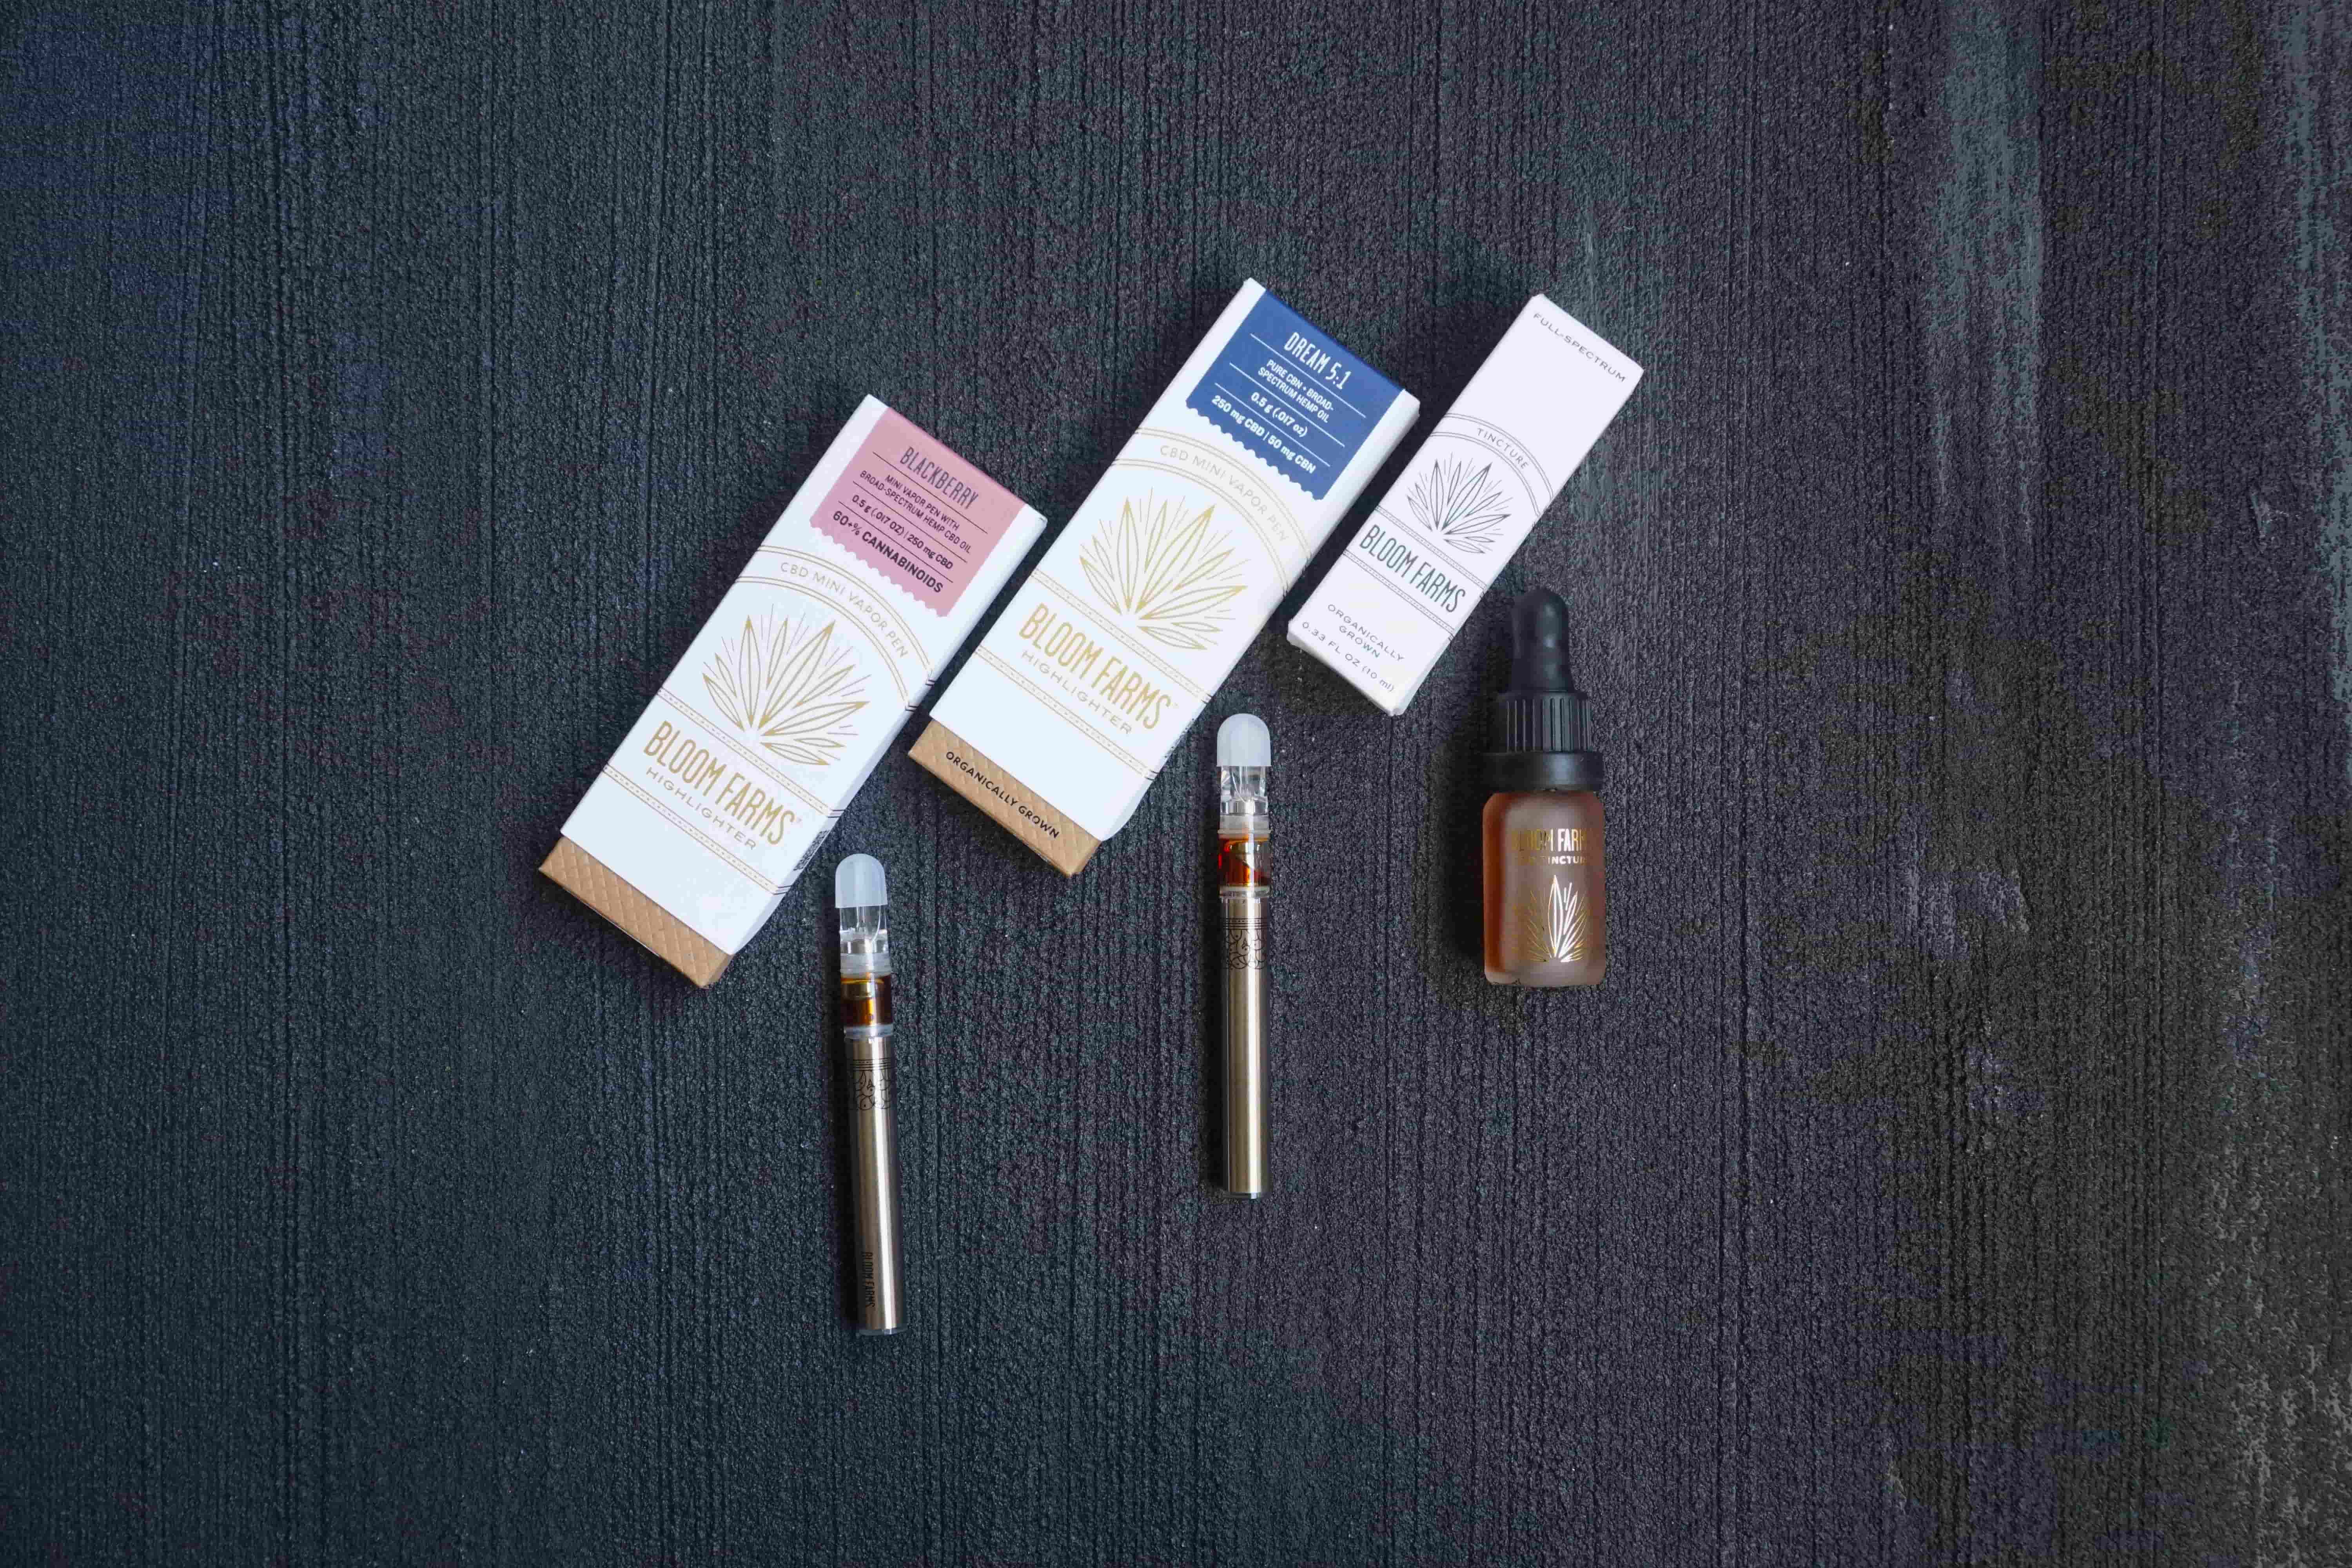 BLACKBERRY
MINI VAPOR PEN WITH
BROAD-SPECTRUM HEMP CBD OIL
0.5 g (.017 OZ) | 250 mg CBD
60+% CANNABINOIDS
CBD MINI VAPOR PEN
BLOOM FARMS®
HIGHLIGHTER
DREAM 5:1
PURE CBN + BROAD-
SPECTRUM HEMP OIL
0.5 g (.017 oz)
250 mg CBD | 50 mg CBN
CBD MINI VAPOR PEN
BLOOM FARMS®
HIGHLIGHTER
ORGANICALLY GROWN
FULL-SPECTRUM
TINCTURE
BLOOM FARMS
ORGANICALLY
GROWN
0.33 FL OZ (10 ml)
BLOOM FARMS
BLOOM FARMS
TINCTURE